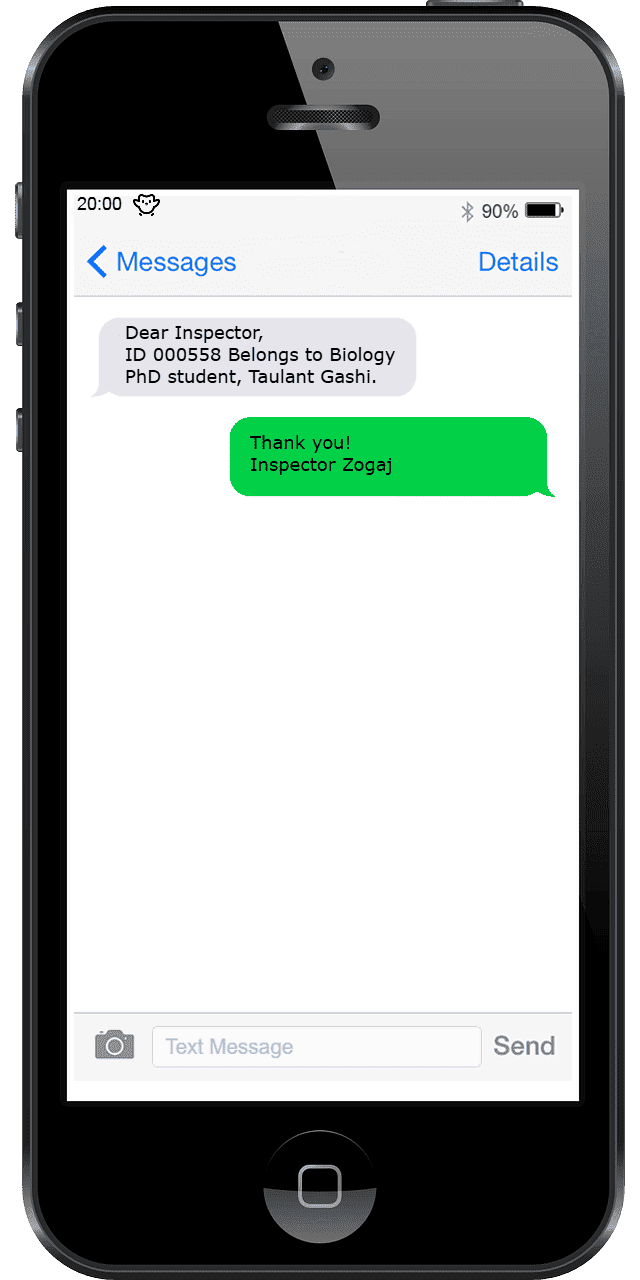 20:00
90%
Messages
Details
Dear Inspector,
ID 000558 Belongs to Biology
PhD student, Taulant Gashi.
Thank you!
Inspector Zogaj
Text Message
Send